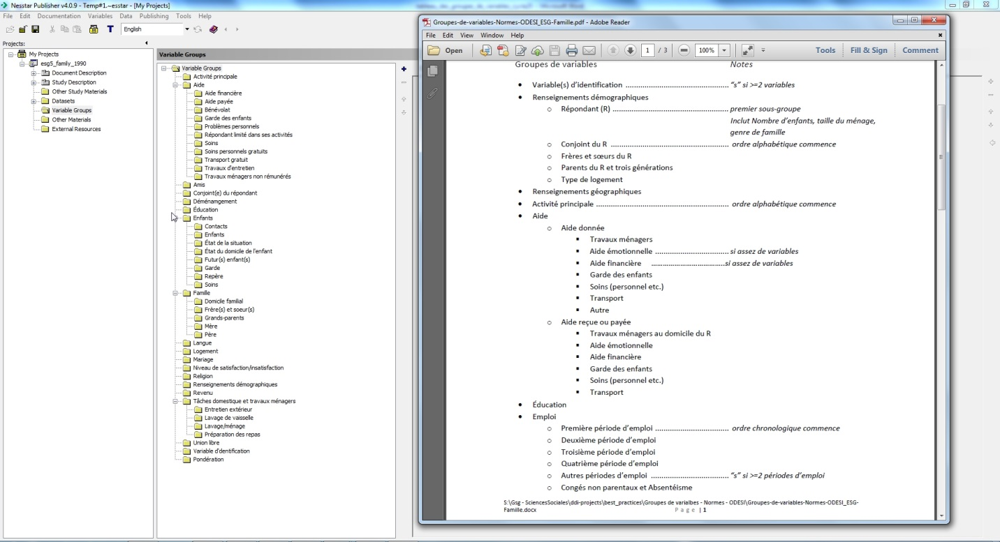 Nesstar Publisher v4.0.9 - Temp#1.~esstar - [My Projects]
File Edit Documentation Variables Data Publishing Tools Help
English
Projects:
My Projects
esg5_family_1990
Document Description
Study Description
Other Study Materials
Datasets
Variable Groups
Other Materials
External Resources
Variable Groups
Variable Groups
Activité principale
Aide
Aide financière
Aide payée
Bénévolat
Garde des enfants
Problèmes personnels
Répondant limité dans ses activités
Soins
Soins personnels gratuits
Transport gratuit
Travaux d'entretien
Travaux ménagers non rémunérés
Amis
Conjoint(e) du répondant
Déménamgement
Éducation
Enfants
Contacts
Enfants
État de la situation
État du domicile de l'enfant
Futur(s) enfant(s)
Garde
Repère
Soins
Famille
Domicile familial
Frère(s) et soeur(s)
Grands-parents
Mère
Père
Langue
Logement
Mariage
Niveau de satisfaction/insatisfaction
Religion
Renseignements démographiques
Revenu
Tâches domestique et travaux ménagers
Entretien extérieur
Lavage de vaisselle
Lavage/ménage
Préparation des repas
Union libre
Variable d'dentification
Pondération
Groupes-de-variables-Normes-ODESI_ESG-Famille.pdf - Adobe Reader
File Edit View Window Help
Open 1 / 3 100% Tools Fill & Sign Comment
Groupes de variables Notes
• Variable(s) d’identification .......................................... “s” si >=2 variables
• Renseignements démographiques
o Répondant (R) ................................................ premier sous-groupe
Inclut Nombre d’enfants, taille du ménage,
genre de famille
o Conjoint du R ................................................ ordre alphabétique commence
o Frères et sœurs du R
o Parents du R et trois générations
o Type de logement
• Renseignements géographiques
• Activité principale ....................................................... ordre alphabétique commence
• Aide
o Aide donnée
▪ Travaux ménagers
▪ Aide émotionnelle ............................... si assez de variables
▪ Aide financière ....................................si assez de variables
▪ Garde des enfants
▪ Soins (personnel etc.)
▪ Transport
▪ Autre
o Aide reçue ou payée
▪ Travaux ménagers au domicile du R
▪ Aide émotionnelle
▪ Aide financière
▪ Garde des enfants
▪ Soins (personnel etc.)
▪ Transport
• Éducation
• Emploi
o Première période d’emploi ............................... ordre chronologique commence
o Deuxième période d’emploi
o Troisième période d’emploi
o Quatrième période d’emploi
o Autres périodes d’emploi ................................. “s” si >=2 périodes d’emploi
o Congés non parentaux et Absentéisme
S:\Gsg - SciencesSociales\ddi-projects\best_practices\Groupes de varialbes - Normes - ODESI\Groupes-de-variables-Normes-ODESI_ESG-
Famille.docx Page | 1